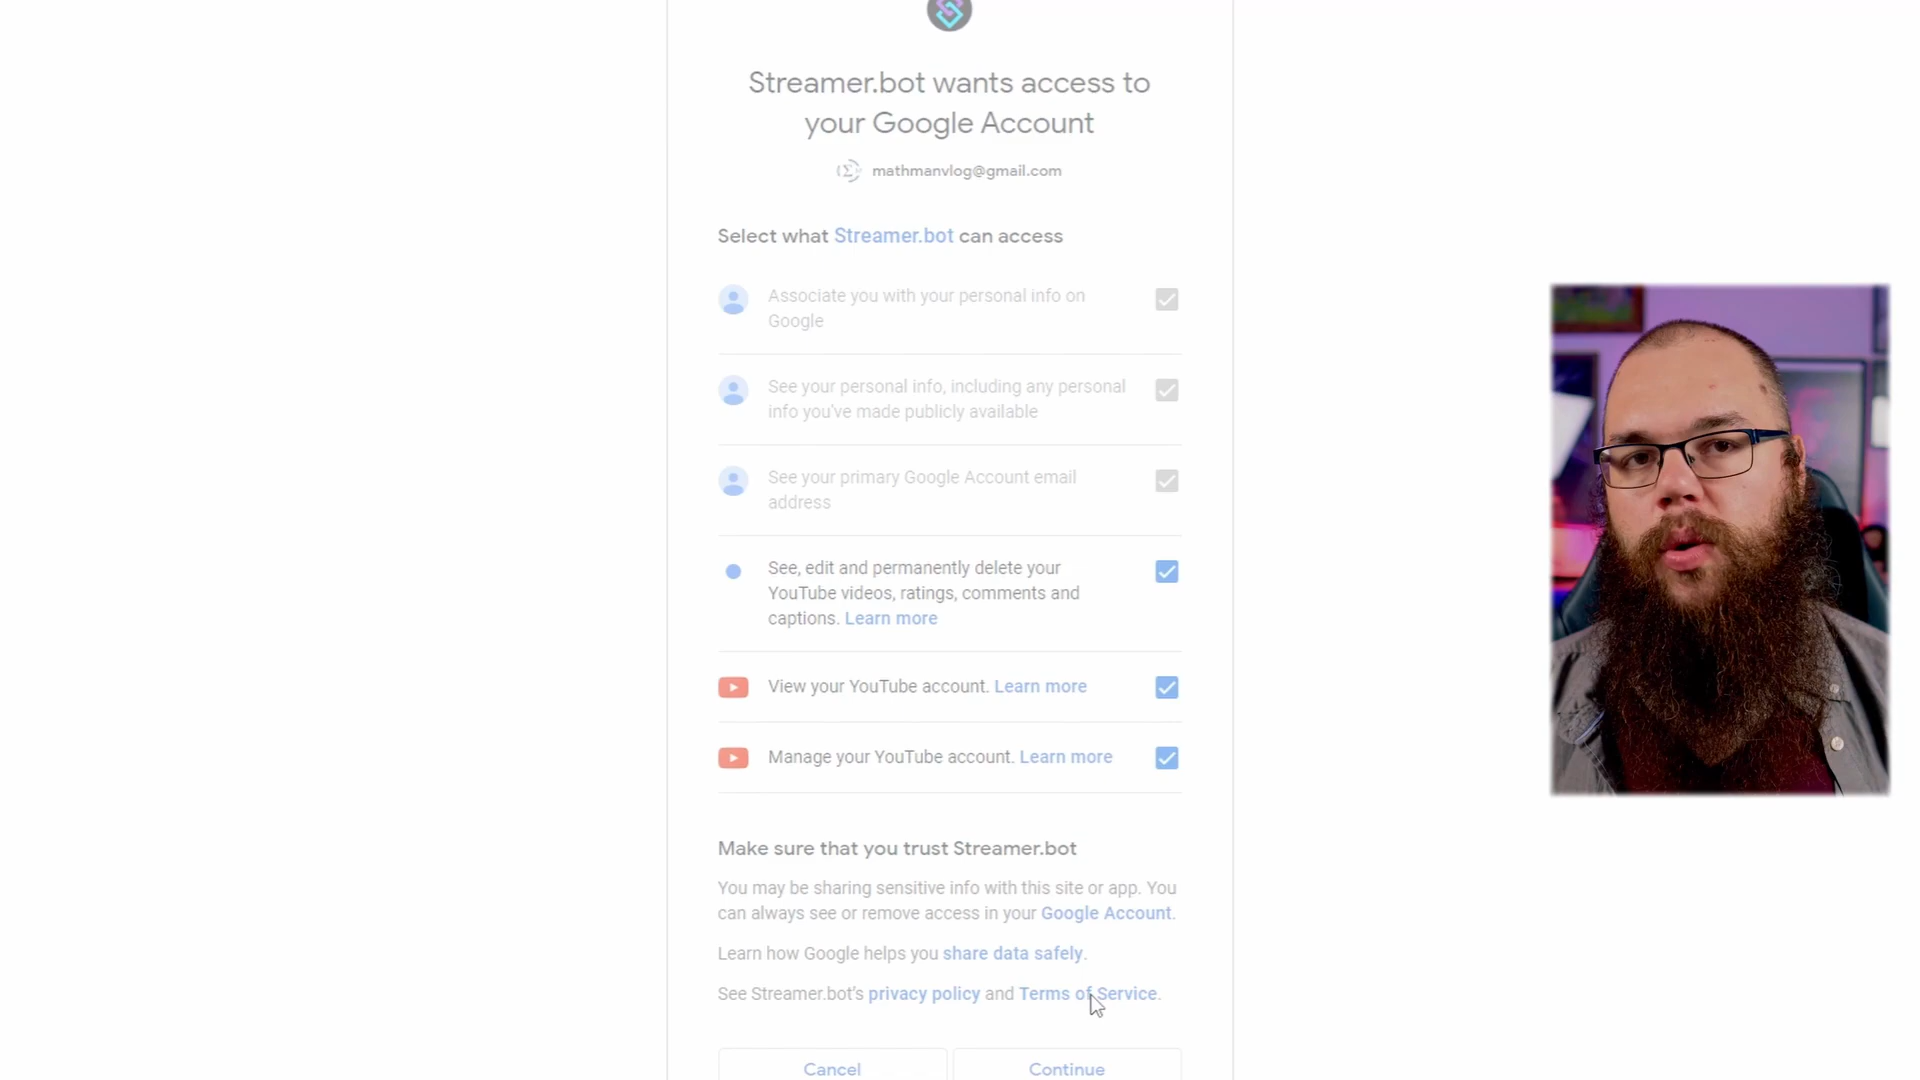 Streamer.bot wants access to
your Google Account
mathmanvlog@gmail.com
Select what Streamer.bot can access
Associate you with your personal info on
Google
See your personal info, including any personal
info you've made publicly available
See your primary Google Account email
address
See, edit and permanently delete your
YouTube videos, ratings, comments and
captions. Learn more
View your YouTube account. Learn more
Manage your YouTube account. Learn more
Make sure that you trust Streamer.bot
You may be sharing sensitive info with this site or app. You
can always see or remove access in your Google Account.
Learn how Google helps you share data safely.
See Streamer.bot's privacy policy and Terms of Service.
Cancel
Continue